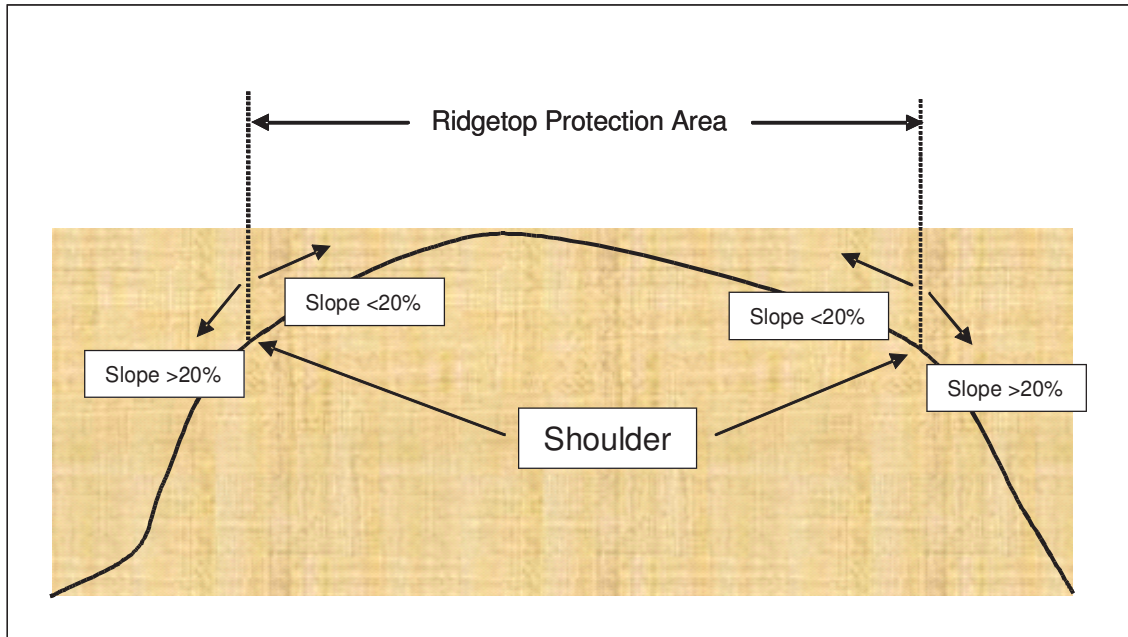 Ridgetop Protection Area
Slope <20%
Slope <20%
Slope >20%
Slope >20%
Shoulder